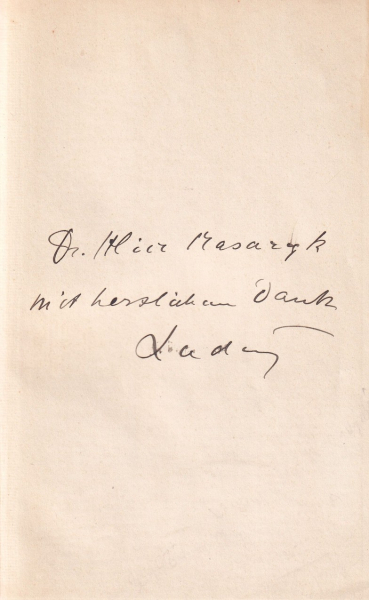 Dr. Alice Masaryk
mit herzlichem Dank